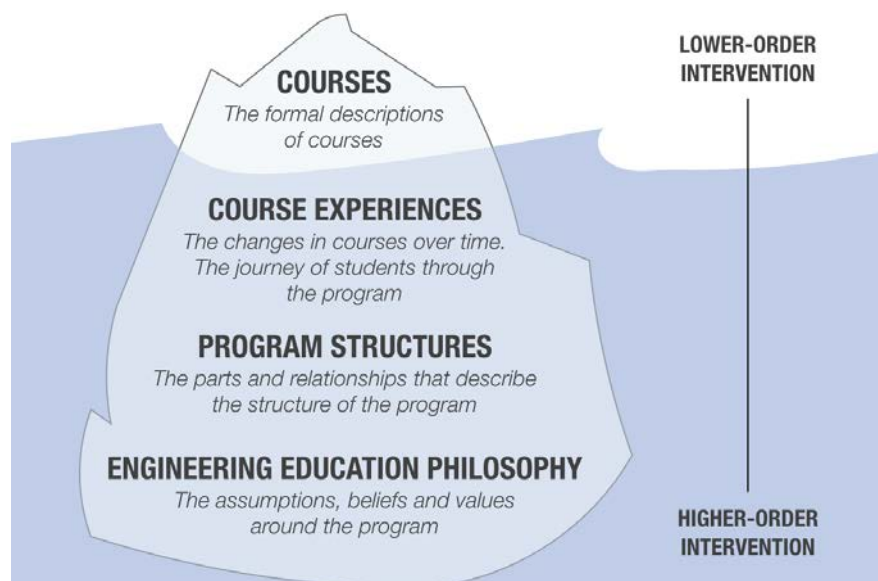 COURSES
The formal descriptions
of courses
COURSE EXPERIENCES
The changes in courses over time.
The journey of students through
the program
PROGRAM STRUCTURES
The parts and relationships that describe
the structure of the program
ENGINEERING EDUCATION PHILOSOPHY
The assumptions, beliefs and values
around the program
LOWER-ORDER
INTERVENTION
HIGHER-ORDER
INTERVENTION